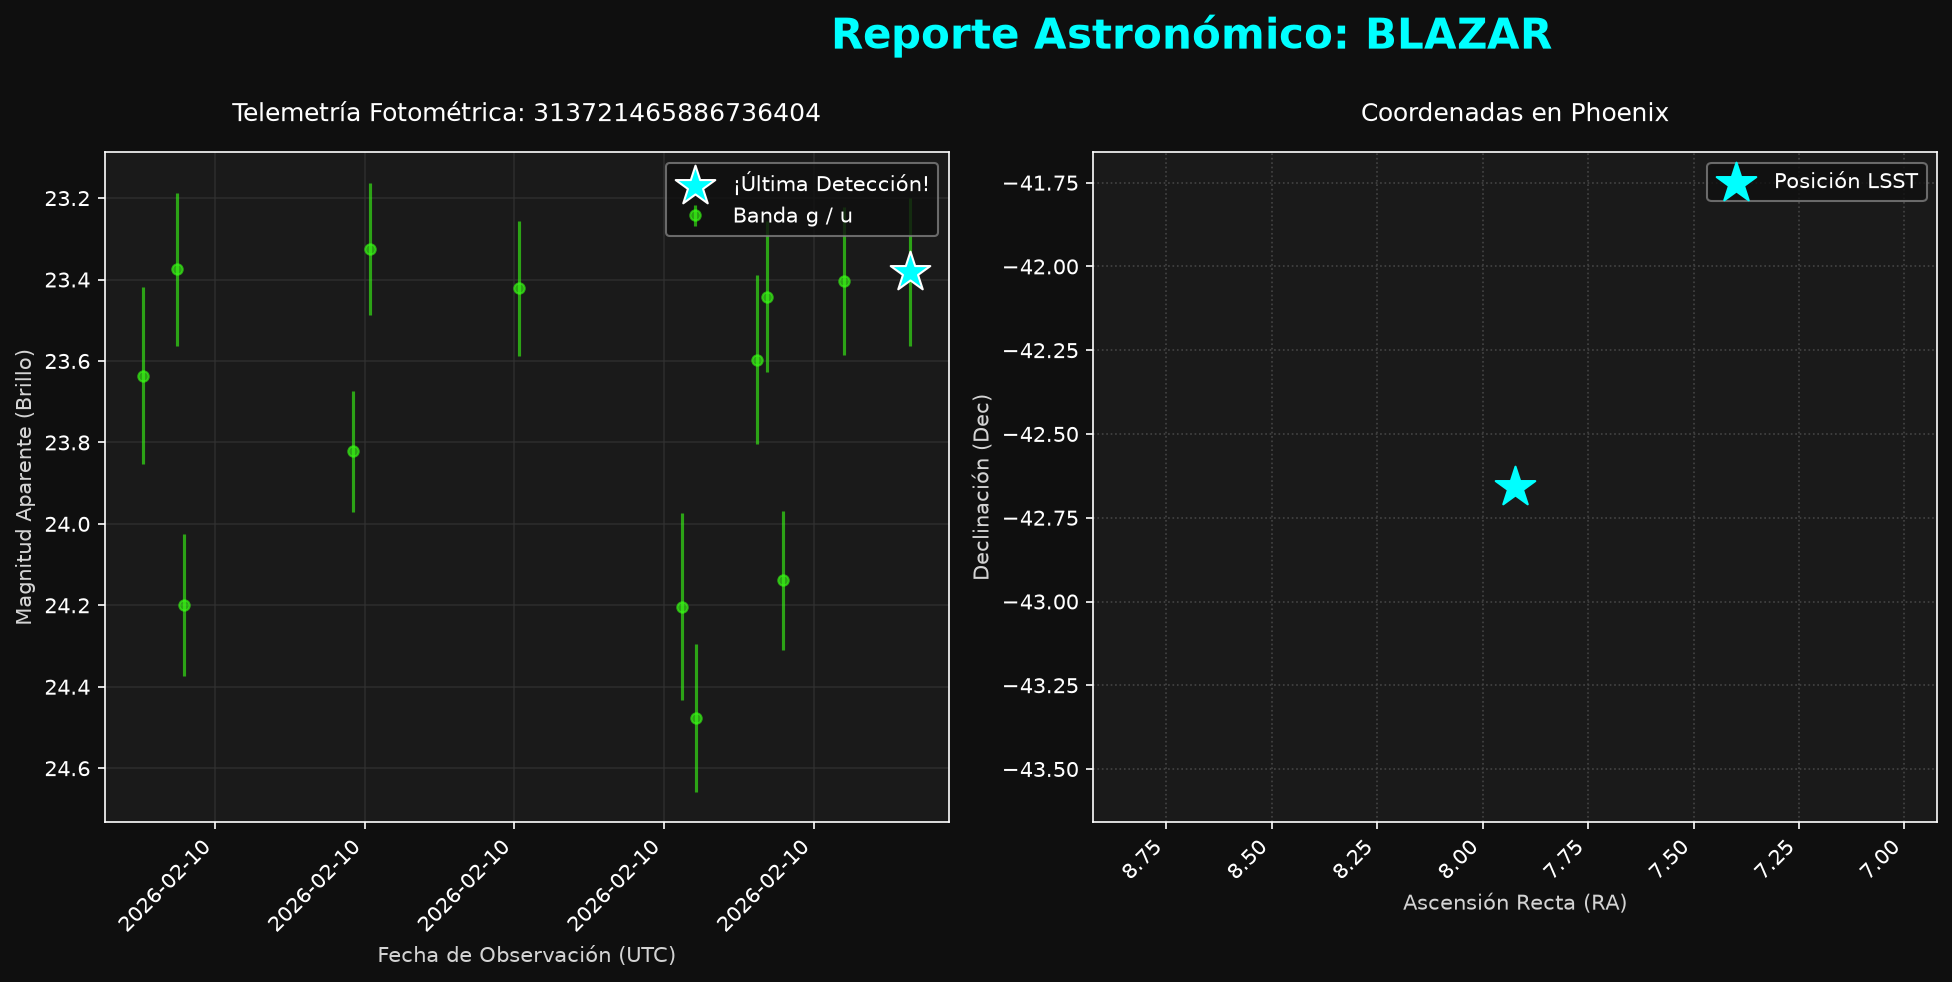 Reporte Astronómico: BLAZAR
Telemetría Fotométrica: 313721465886736404
¡Última Detección!
Banda g / u
Magnitud Aparente (Brillo)
23.2
23.4
23.6
23.8
24.0
24.2
24.4
24.6
2026-02-10
2026-02-10
2026-02-10
2026-02-10
2026-02-10
Fecha de Observación (UTC)
Coordenadas en Phoenix
Posición LSST
Declinación (Dec)
−41.75
−42.00
−42.25
−42.50
−42.75
−43.00
−43.25
−43.50
8.75
8.50
8.25
8.00
7.75
7.50
7.25
7.00
Ascensión Recta (RA)